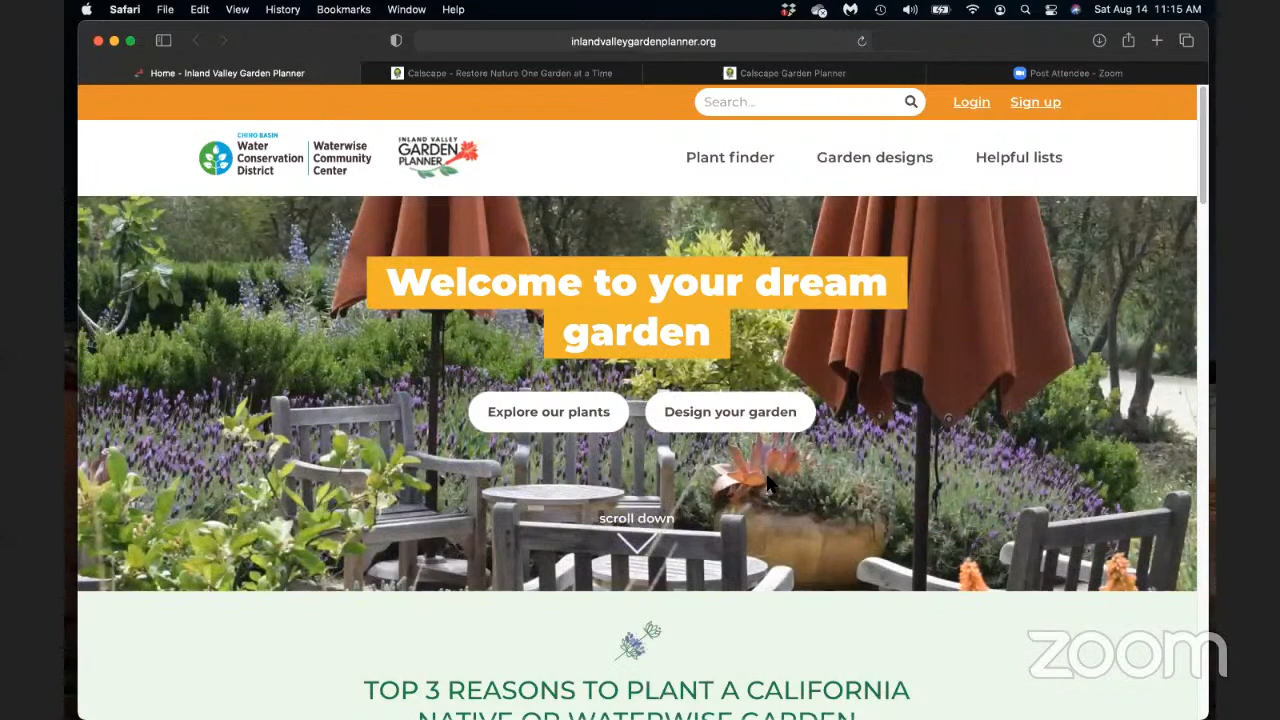 Safari File Edit View History Bookmarks Window Help Sat Aug 14 11:15 AM
inlandvalleygardenplanner.org
Home - Inland Valley Garden Planner Calscape - Restore Nature One Garden at a Time Calscape Garden Planner Post Attendee - Zoom
Search... Login Sign up
CHINO BASIN
Water
Conservation
District
Waterwise
Community
Center
INLAND VALLEY
GARDEN
PLANNER
Plant finder Garden designs Helpful lists
Welcome to your dream
garden
Explore our plants Design your garden
scroll down
TOP 3 REASONS TO PLANT A CALIFORNIA
NATIVE OR WATERWISE GARDEN
zoom